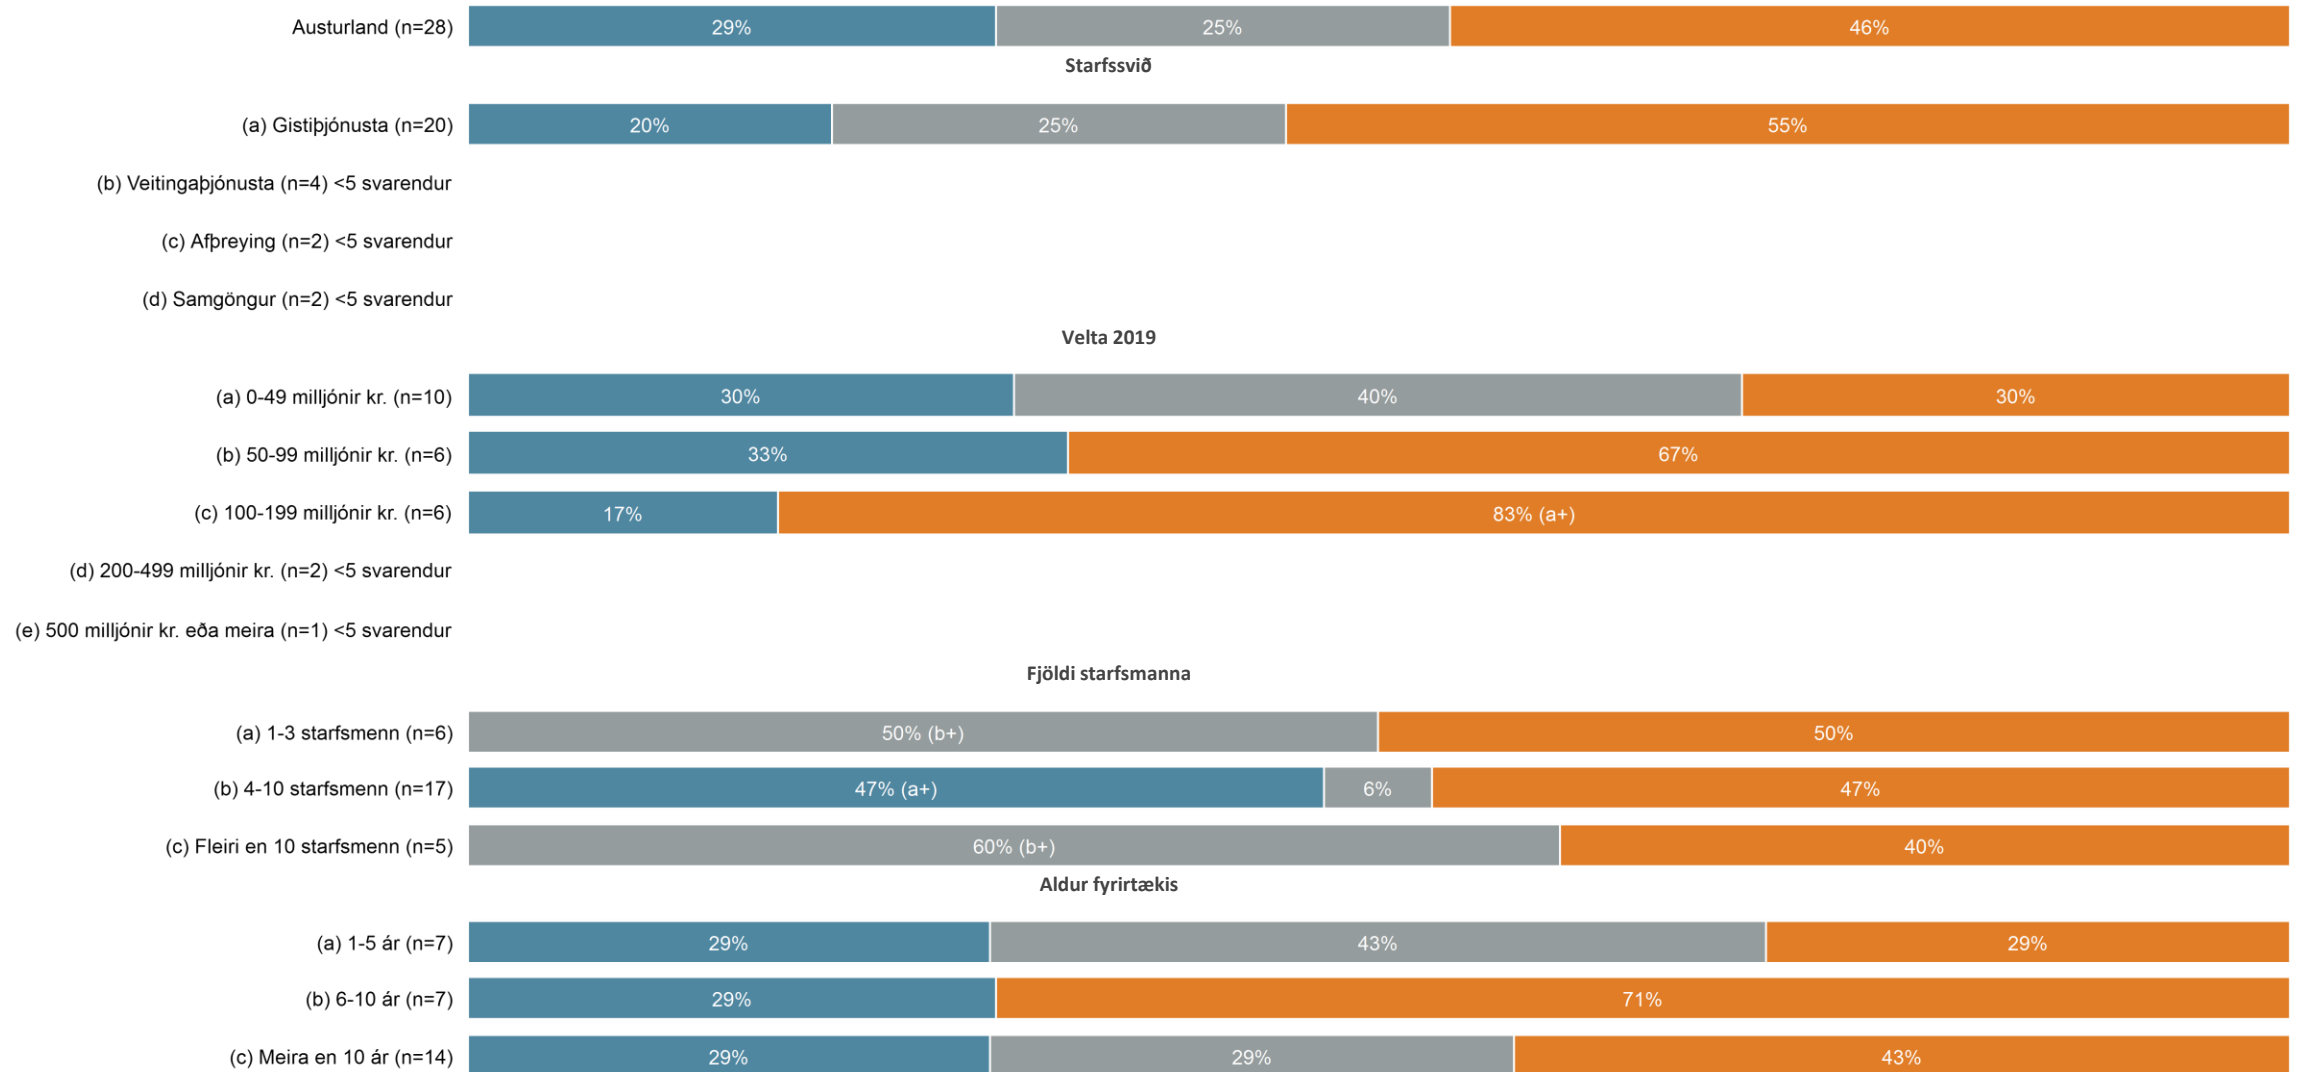 Austurland (n=28) 29% 25% 46%
Starfssvið
(a) Gistiþjónusta (n=20) 20% 25% 55%
(b) Veitingaþjónusta (n=4) <5 svarendur
(c) Afþreying (n=2) <5 svarendur
(d) Samgöngur (n=2) <5 svarendur
Velta 2019
(a) 0-49 milljónir kr. (n=10) 30% 40% 30%
(b) 50-99 milljónir kr. (n=6) 33% 67%
(c) 100-199 milljónir kr. (n=6) 17% 83% (a+)
(d) 200-499 milljónir kr. (n=2) <5 svarendur
(e) 500 milljónir kr. eða meira (n=1) <5 svarendur
Fjöldi starfsmanna
(a) 1-3 starfsmenn (n=6) 50% (b+) 50%
(b) 4-10 starfsmenn (n=17) 47% (a+) 6% 47%
(c) Fleiri en 10 starfsmenn (n=5) 60% (b+) 40%
Aldur fyrirtækis
(a) 1-5 ár (n=7) 29% 43% 29%
(b) 6-10 ár (n=7) 29% 71%
(c) Meira en 10 ár (n=14) 29% 29% 43%